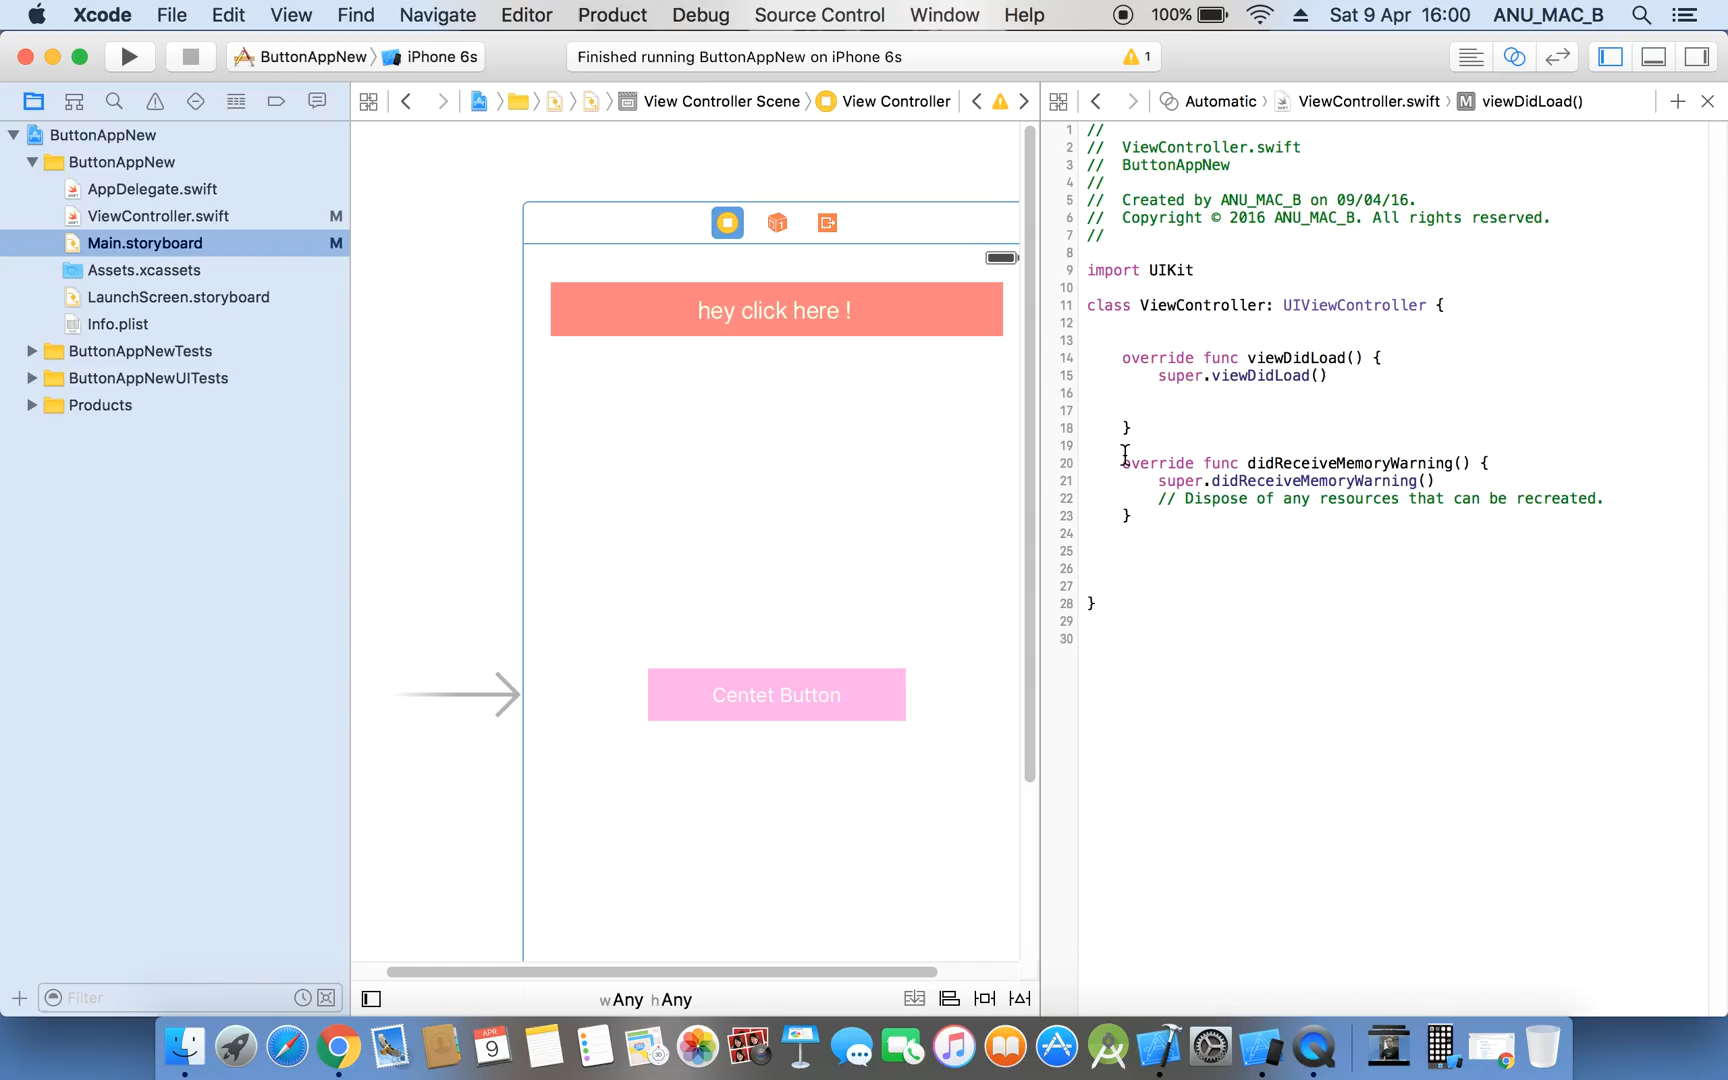 Xcode File Edit View Find Navigate Editor Product Debug Source Control Window Help 100% Sat 9 Apr 16:00 ANU_MAC_B
ButtonAppNew iPhone 6s Finished running ButtonAppNew on iPhone 6s 1
View Controller Scene View Controller Automatic ViewController.swift M viewDidLoad()
ButtonAppNew
ButtonAppNew
AppDelegate.swift
ViewController.swift M
Main.storyboard M
Assets.xcassets
LaunchScreen.storyboard
Info.plist
ButtonAppNewTests
ButtonAppNewUITests
Products
Filter
hey click here !
Centet Button
wAny hAny
1 //
2 // ViewController.swift
3 // ButtonAppNew
4 //
5 // Created by ANU_MAC_B on 09/04/16.
6 // Copyright © 2016 ANU_MAC_B. All rights reserved.
7 //
8
9 import UIKit
10
11 class ViewController: UIViewController {
12
13
14 override func viewDidLoad() {
15 super.viewDidLoad()
16
17
18 }
19
20 override func didReceiveMemoryWarning() {
21 super.didReceiveMemoryWarning()
22 // Dispose of any resources that can be recreated.
23 }
24
25
26
27
28 }
29
30
APR
9